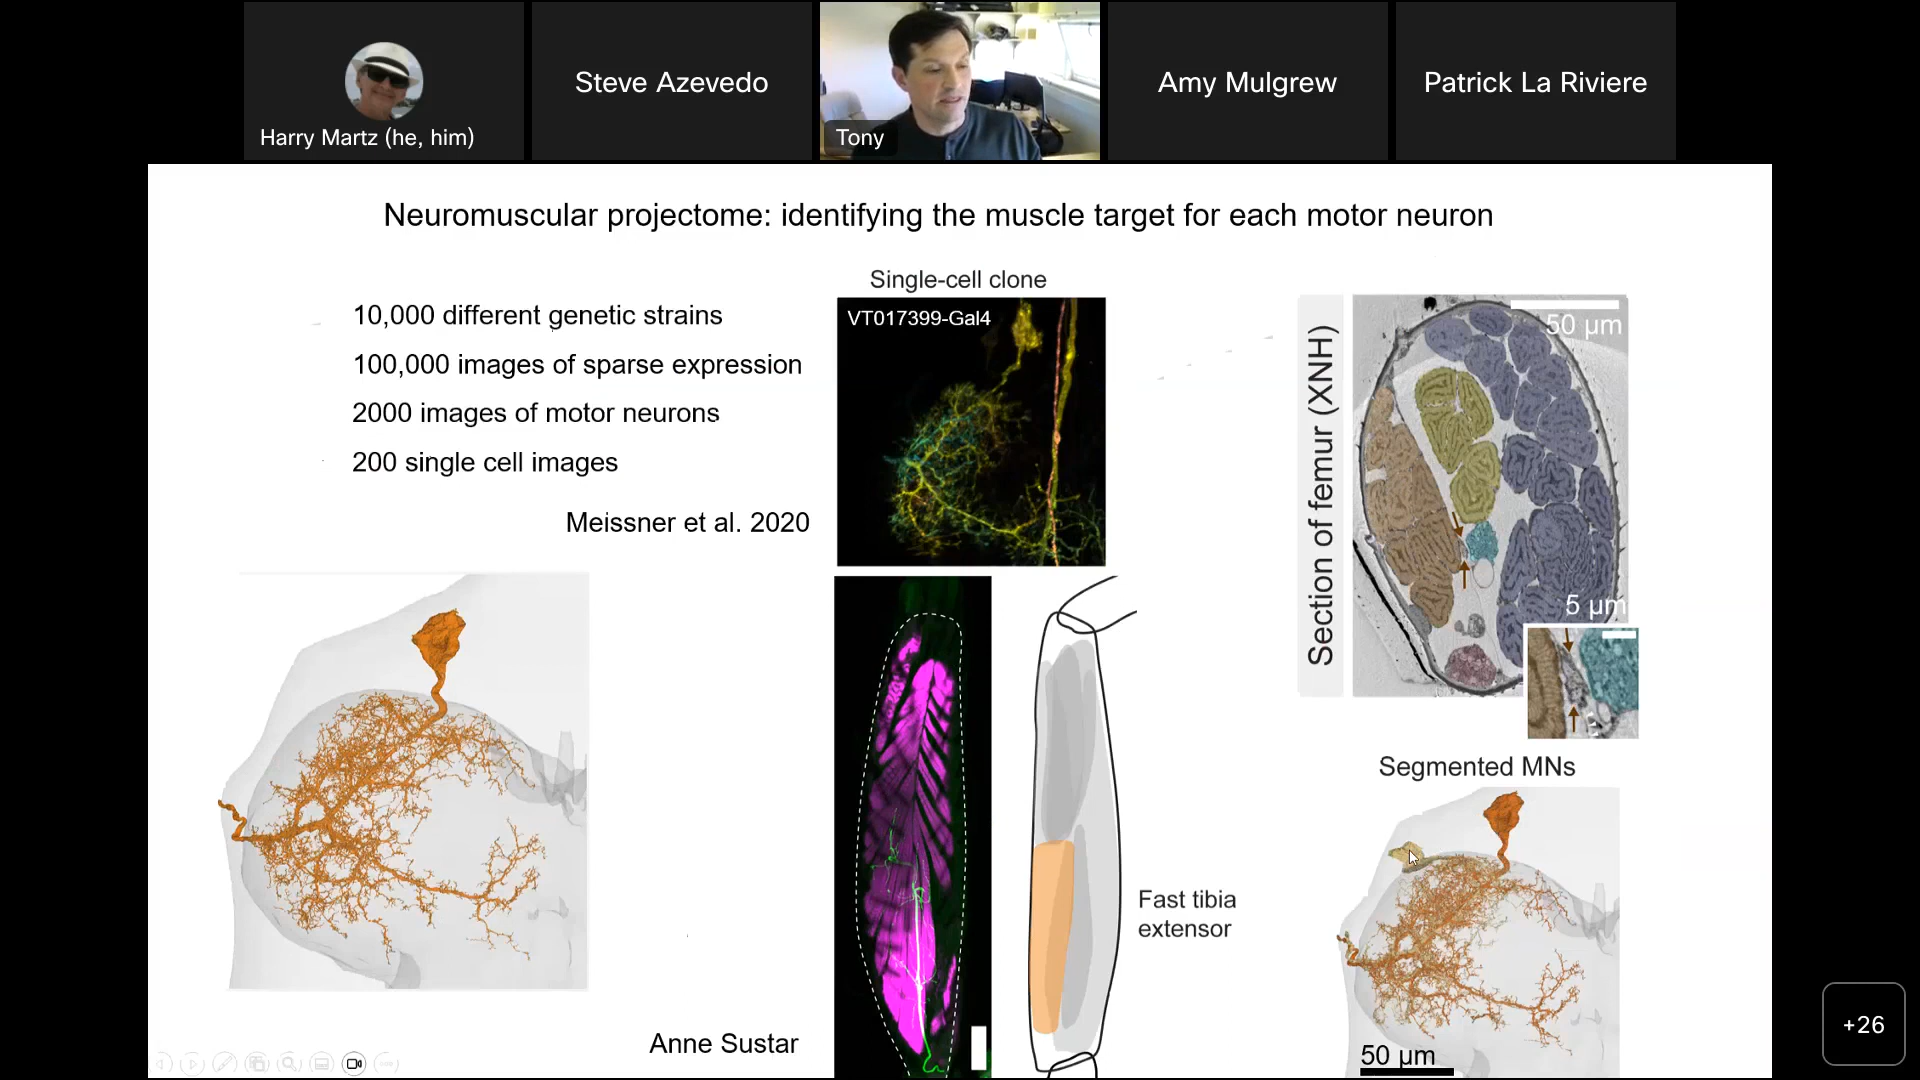 Harry Martz (he, him)
Steve Azevedo
Tony
Amy Mulgrew
Patrick La Riviere
Neuromuscular projectome: identifying the muscle target for each motor neuron
10,000 different genetic strains
100,000 images of sparse expression
2000 images of motor neurons
200 single cell images
Meissner et al. 2020
Single-cell clone
VT017399-Gal4
Section of femur (XNH)
50 µm
5 µm
Segmented MNs
Fast tibia
extensor
Anne Sustar
50 µm
+26